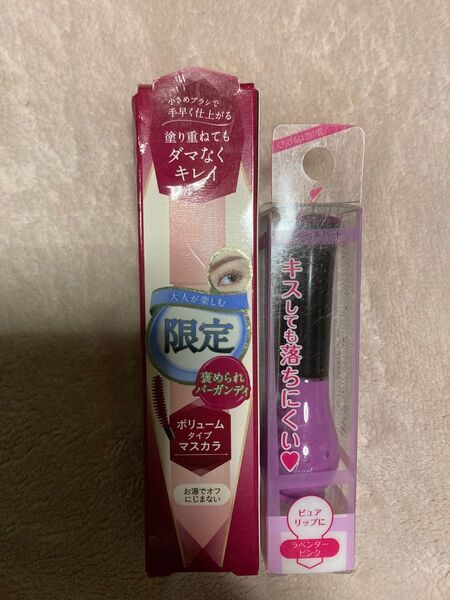 小さめブラシで
手早く仕上がる
塗り重ねても
ダマなく
キレイ
大人が楽しむ
限定
褒められ
バーガンディ
ボリューム
タイプ
マスカラ
お湯でオフ
にじまない
キスしても落ちにくい♥
ピュア
リップに
ラベンダー
ピンク